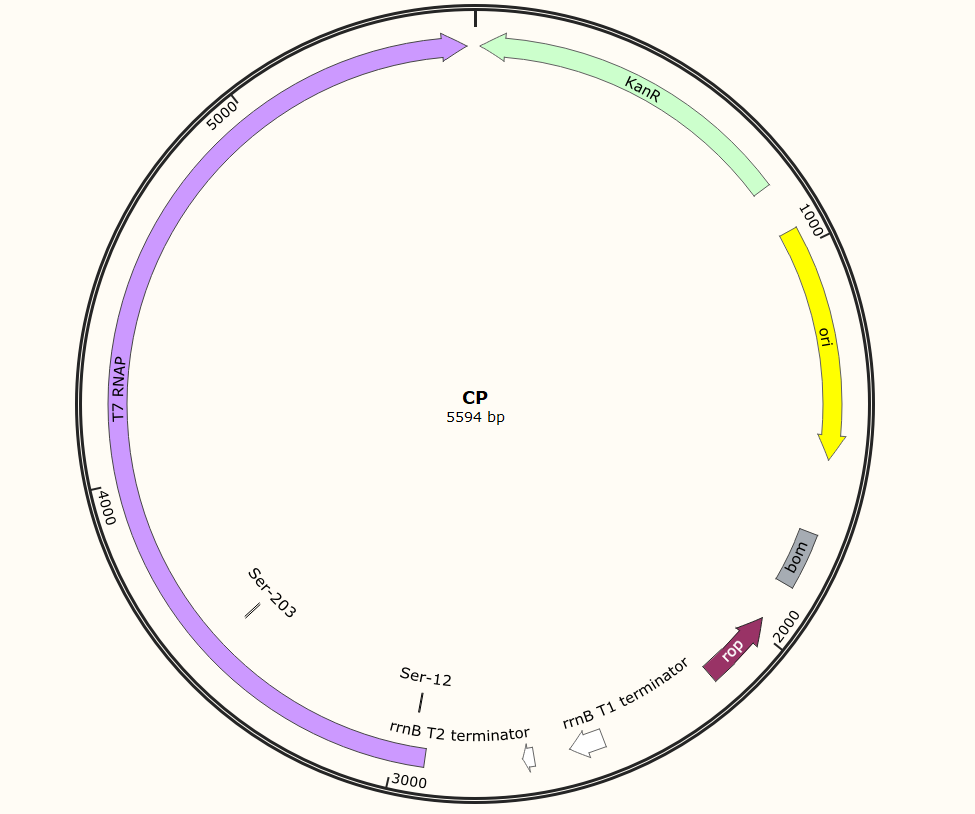 KanR
5000
1000
ori
T7 RNAP
CP
5594 bp
4000
bom
Ser-203
2000
rop
Ser-12
rrnB T1 terminator
rrnB T2 terminator
3000